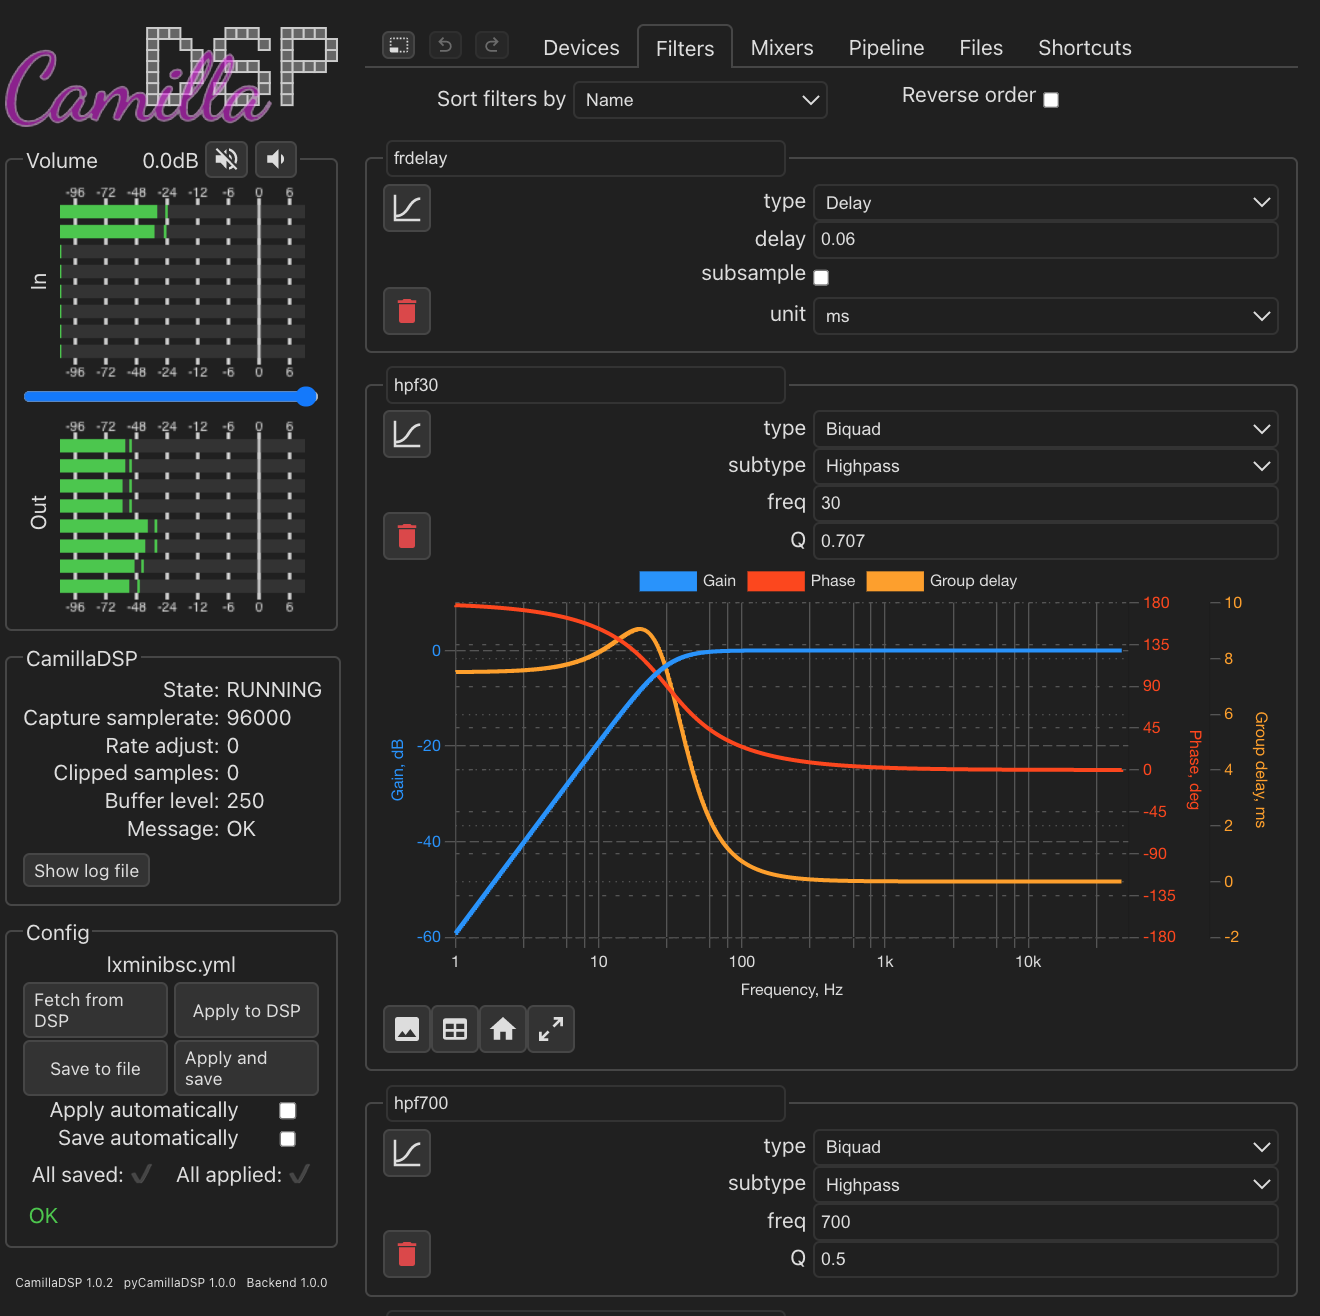 Camilla DSP
Devices
Filters
Mixers
Pipeline
Files
Shortcuts
Sort filters by Name
Reverse order
Volume 0.0dB
-96 -72 -48 -24 -12 -6 0 6
In
-96 -72 -48 -24 -12 -6 0 6
-96 -72 -48 -24 -12 -6 0 6
Out
-96 -72 -48 -24 -12 -6 0 6
CamillaDSP
State: RUNNING
Capture samplerate: 96000
Rate adjust: 0
Clipped samples: 0
Buffer level: 250
Message: OK
Show log file
Config
lxminibsc.yml
Fetch from
DSP
Apply to DSP
Save to file
Apply and
save
Apply automatically
Save automatically
All saved: ✓ All applied: ✓
OK
CamillaDSP 1.0.2 pyCamillaDSP 1.0.0 Backend 1.0.0
frdelay
type Delay
delay 0.06
subsample
unit ms
hpf30
type Biquad
subtype Highpass
freq 30
Q 0.707
Gain Phase Group delay
0
-20
-40
-60
Gain, dB
180
135
90
45
0
-45
-90
-135
-180
Phase, deg
10
8
6
4
2
0
-2
Group delay, ms
1 10 100 1k 10k
Frequency, Hz
hpf700
type Biquad
subtype Highpass
freq 700
Q 0.5